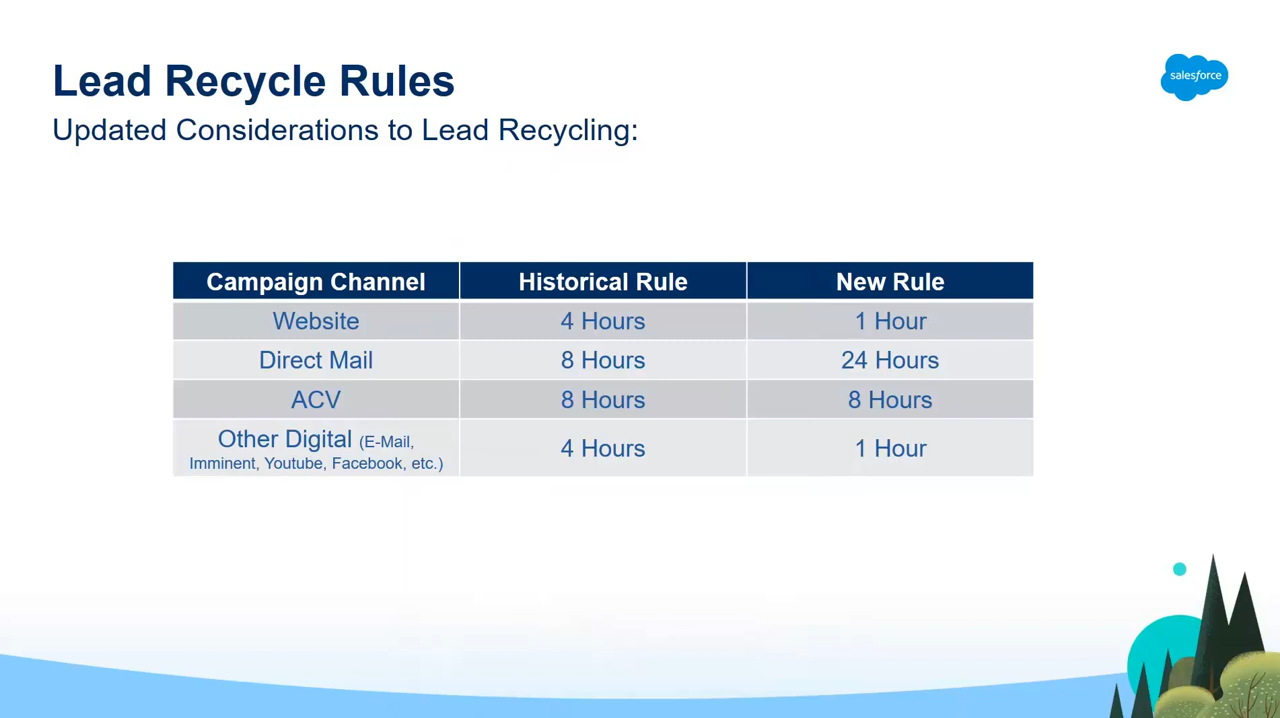 Lead Recycle Rules
salesforce
Updated Considerations to Lead Recycling:
Campaign Channel Historical Rule New Rule
Website 4 Hours 1 Hour
Direct Mail 8 Hours 24 Hours
ACV 8 Hours 8 Hours
Other Digital (E-Mail,
Imminent, Youtube, Facebook, etc.) 4 Hours 1 Hour